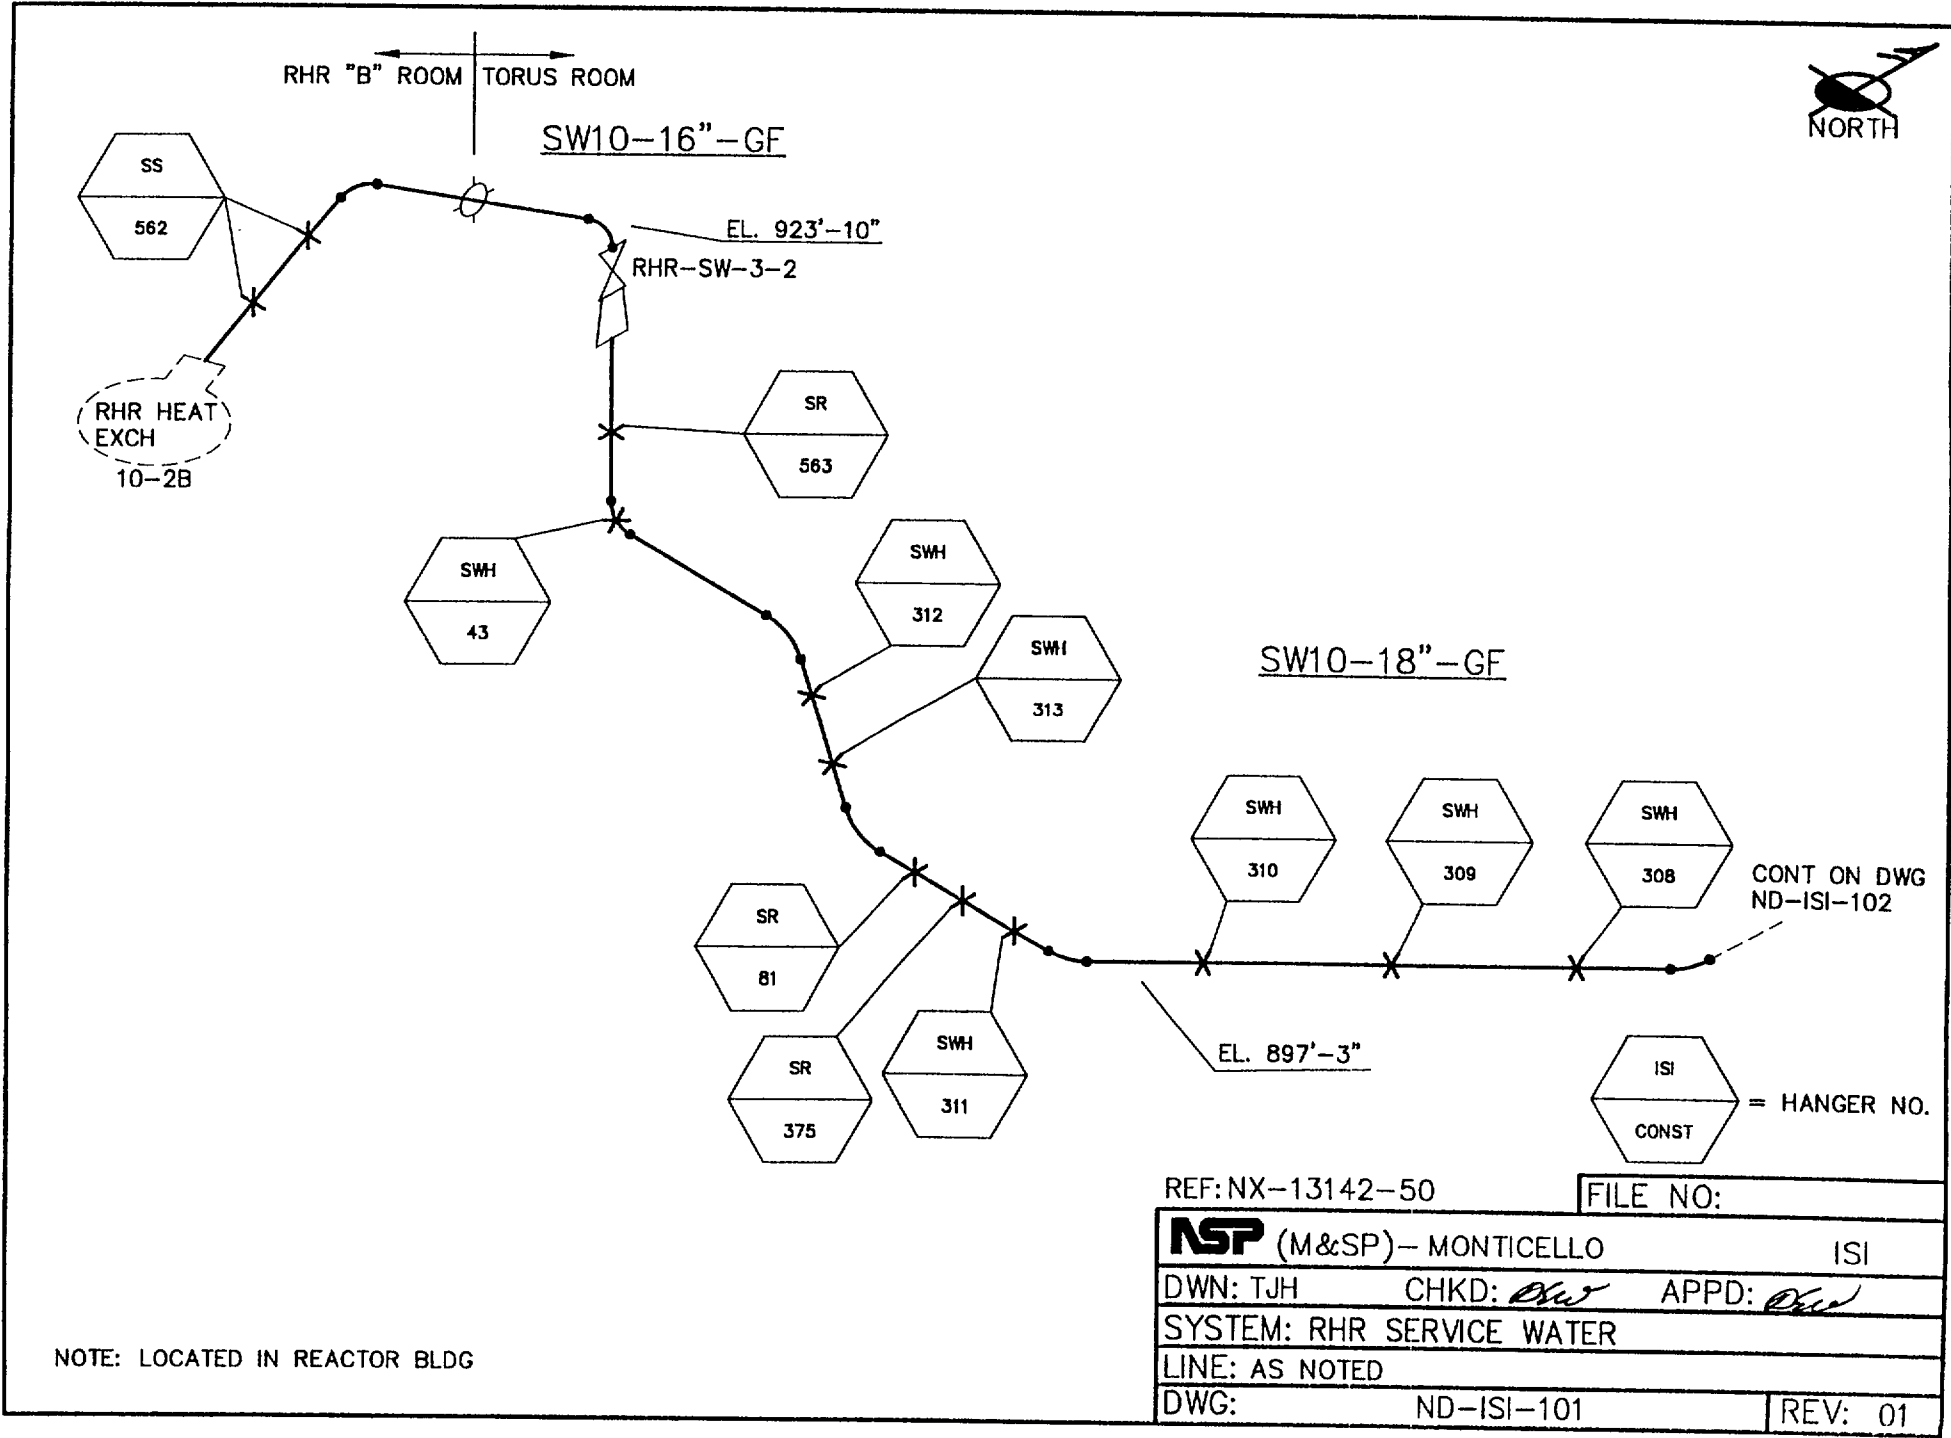 RHR "B" ROOM
TORUS ROOM
NORTH
SW10-16"-GF
SS
562
EL. 923'-10"
RHR-SW-3-2
RHR HEAT
EXCH
10-2B
SR
563
SWH
43
SWH
312
SWH
313
SW10-18"-GF
SWH
310
SWH
309
SWH
308
CONT ON DWG
ND-ISI-102
SR
81
SR
375
SWH
311
EL. 897'-3"
ISI
CONST
= HANGER NO.
REF: NX-13142-50
FILE NO:
NSP (M&SP)- MONTICELLO ISI
DWN: TJH CHKD: APPD:
SYSTEM: RHR SERVICE WATER
LINE: AS NOTED
DWG: ND-ISI-101 REV: 01
NOTE: LOCATED IN REACTOR BLDG